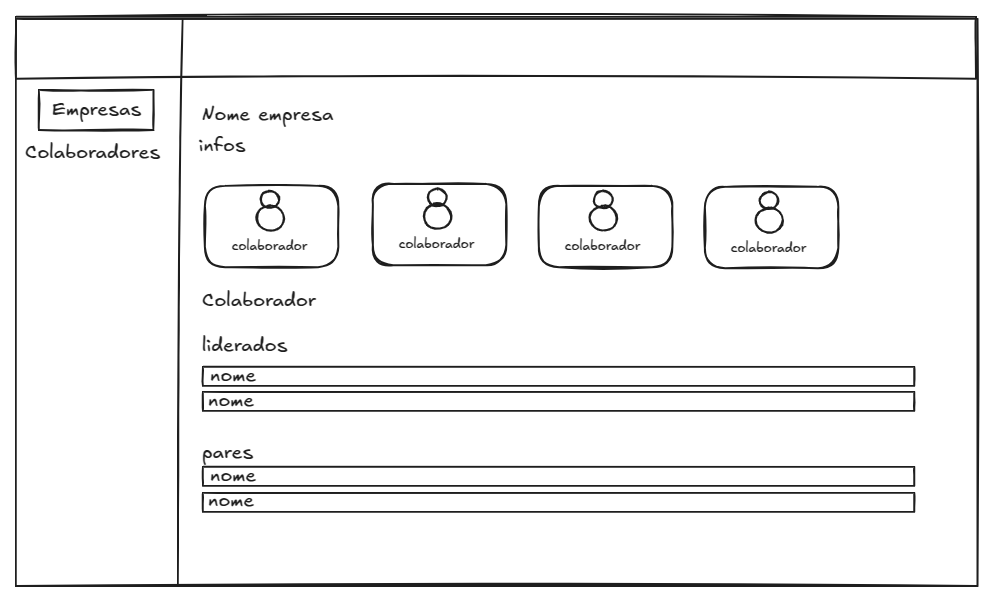 Empresas
Colaboradores
Nome empresa
infos
colaborador
colaborador
colaborador
colaborador
Colaborador
liderados
nome
nome
pares
nome
nome